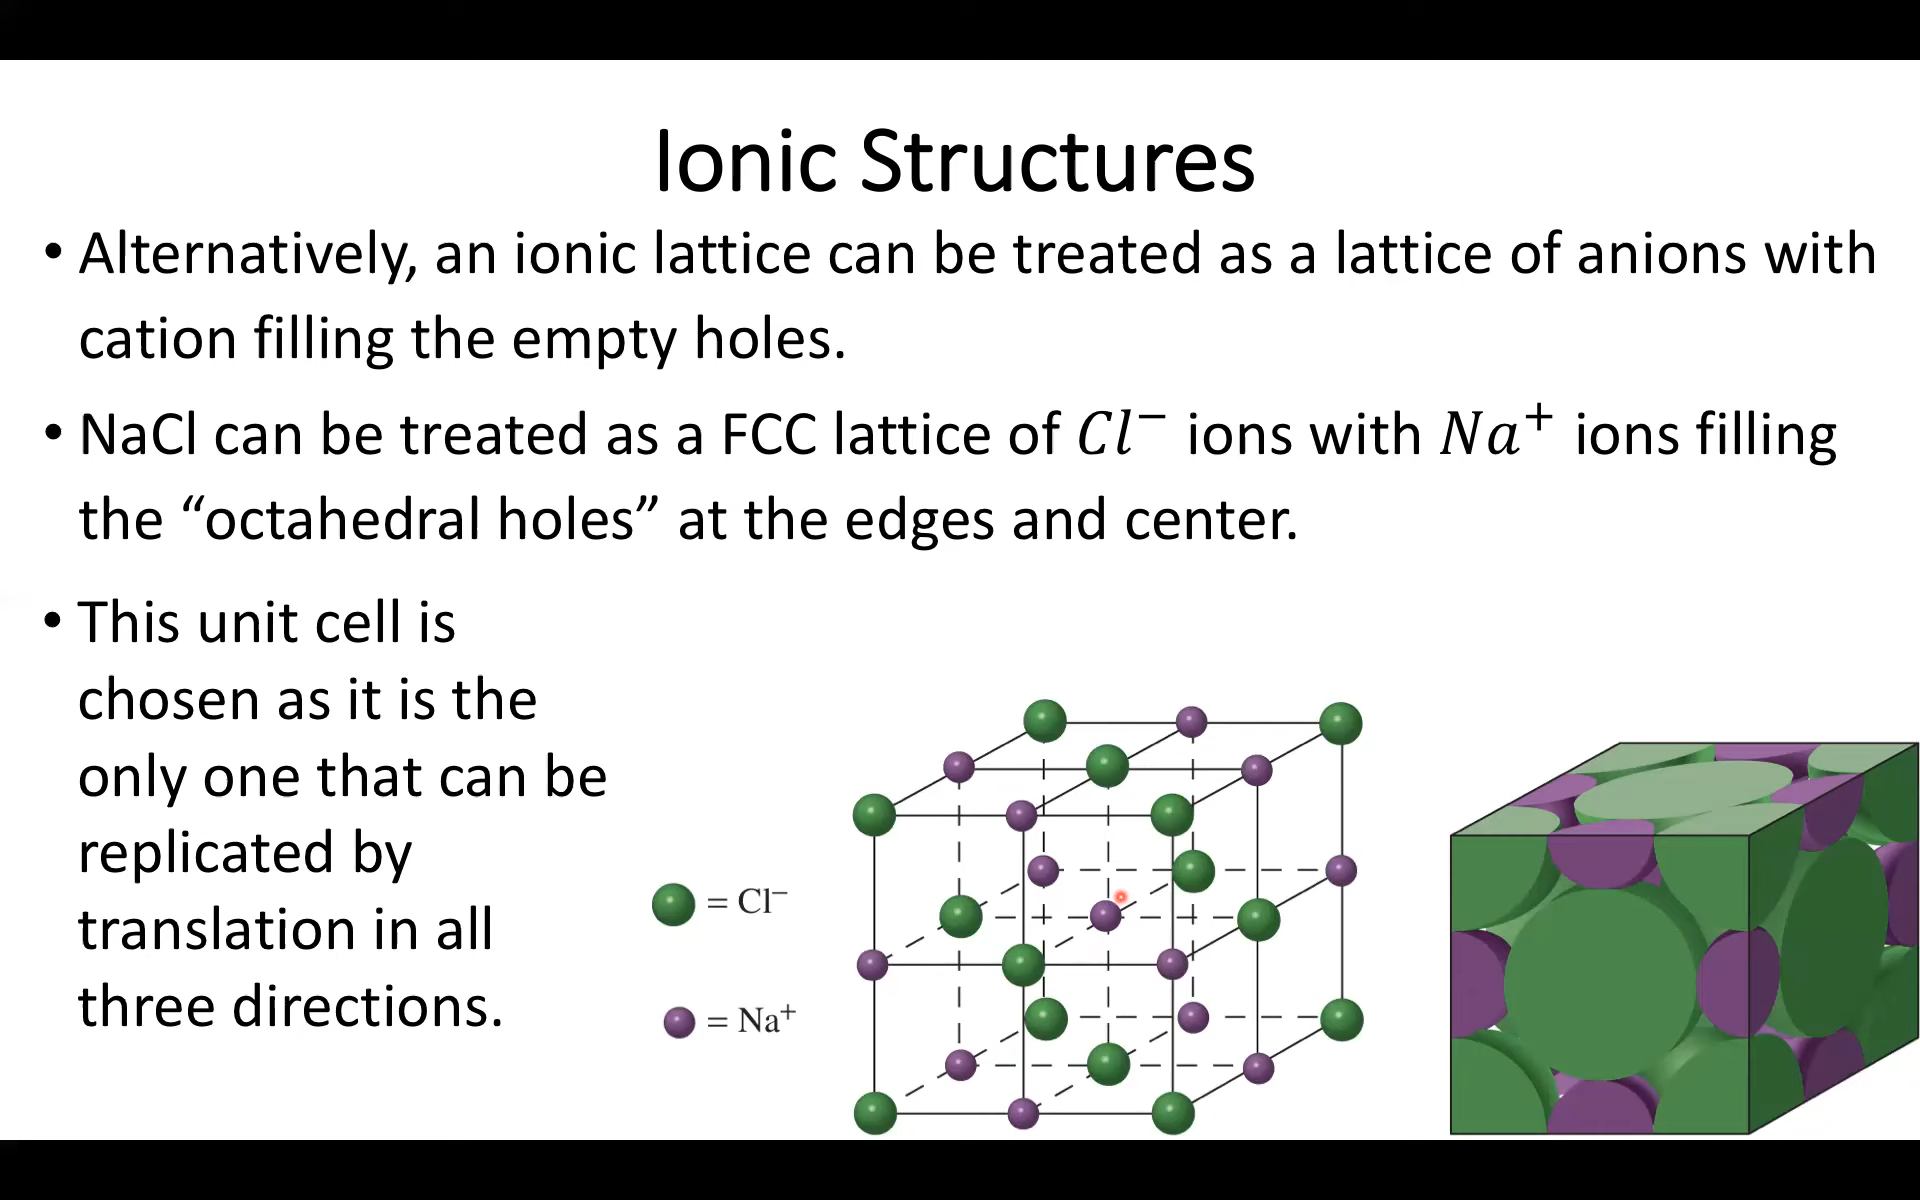 Ionic Structures
• Alternatively, an ionic lattice can be treated as a lattice of anions with
cation filling the empty holes.
• NaCl can be treated as a FCC lattice of Cl⁻ ions with Na⁺ ions filling
the “octahedral holes” at the edges and center.
• This unit cell is
chosen as it is the
only one that can be
replicated by
translation in all
three directions.
= Cl⁻
= Na⁺